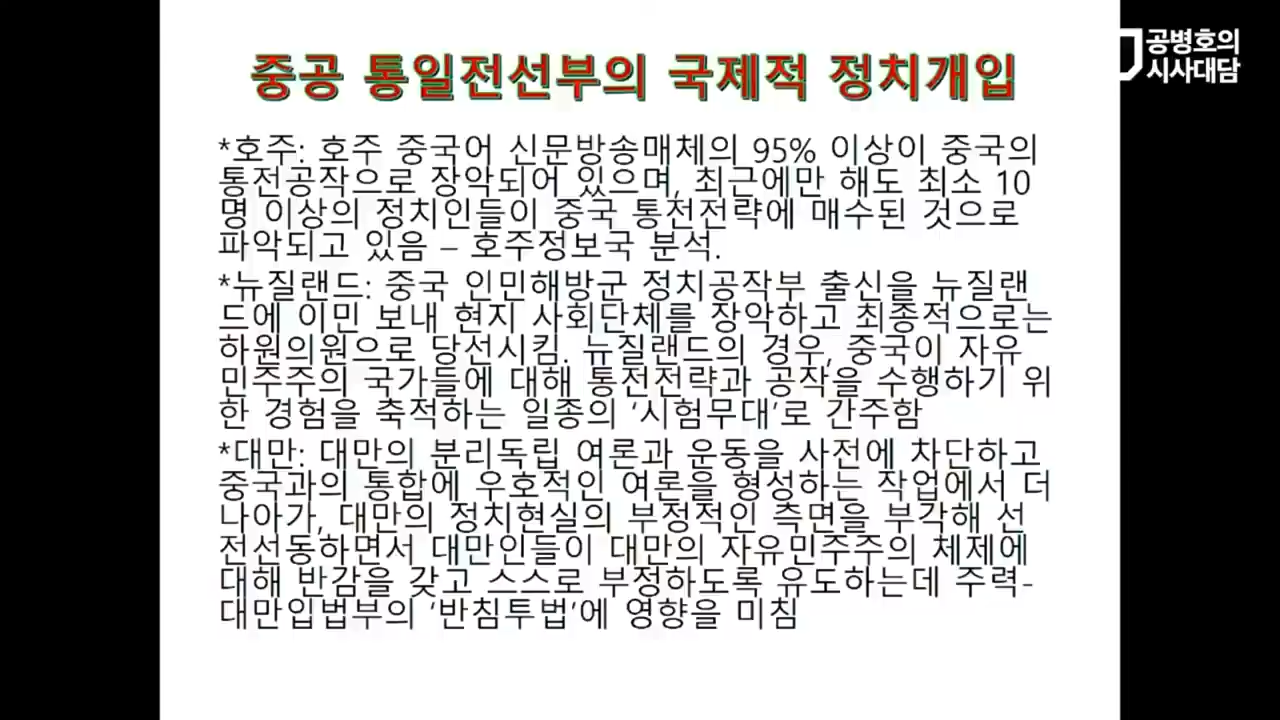 공병호의
시사대담
중공 통일전선부의 국제적 정치개입
*호주: 호주 중국어 신문방송매체의 95% 이상이 중국의
통전공작으로 장악되어 있으며, 최근에만 해도 최소 10
명 이상의 정치인들이 중국 통전전략에 매수된 것으로
파악되고 있음 – 호주정보국 분석.
*뉴질랜드: 중국 인민해방군 정치공작부 출신을 뉴질랜
드에 이민 보내 현지 사회단체를 장악하고 최종적으로는
하원의원으로 당선시킴. 뉴질랜드의 경우, 중국이 자유
민주주의 국가들에 대해 통전전략과 공작을 수행하기 위
한 경험을 축적하는 일종의 ‘시험무대’로 간주함
*대만: 대만의 분리독립 여론과 운동을 사전에 차단하고
중국과의 통합에 우호적인 여론을 형성하는 작업에서 더
나아가, 대만의 정치현실의 부정적인 측면을 부각해 선
전선동하면서 대만인들이 대만의 자유민주주의 체제에
대해 반감을 갖고 스스로 부정하도록 유도하는데 주력-
대만입법부의 ‘반침투법’에 영향을 미침